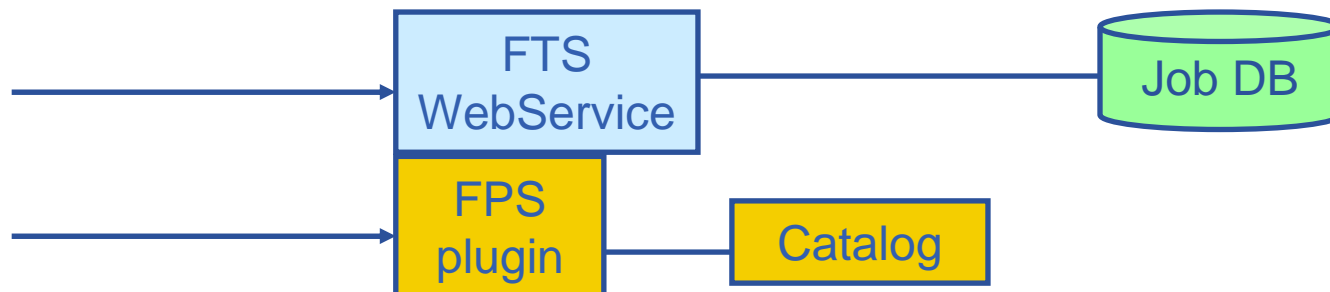 FTS
WebService
Job DB
FPS
plugin
Catalog